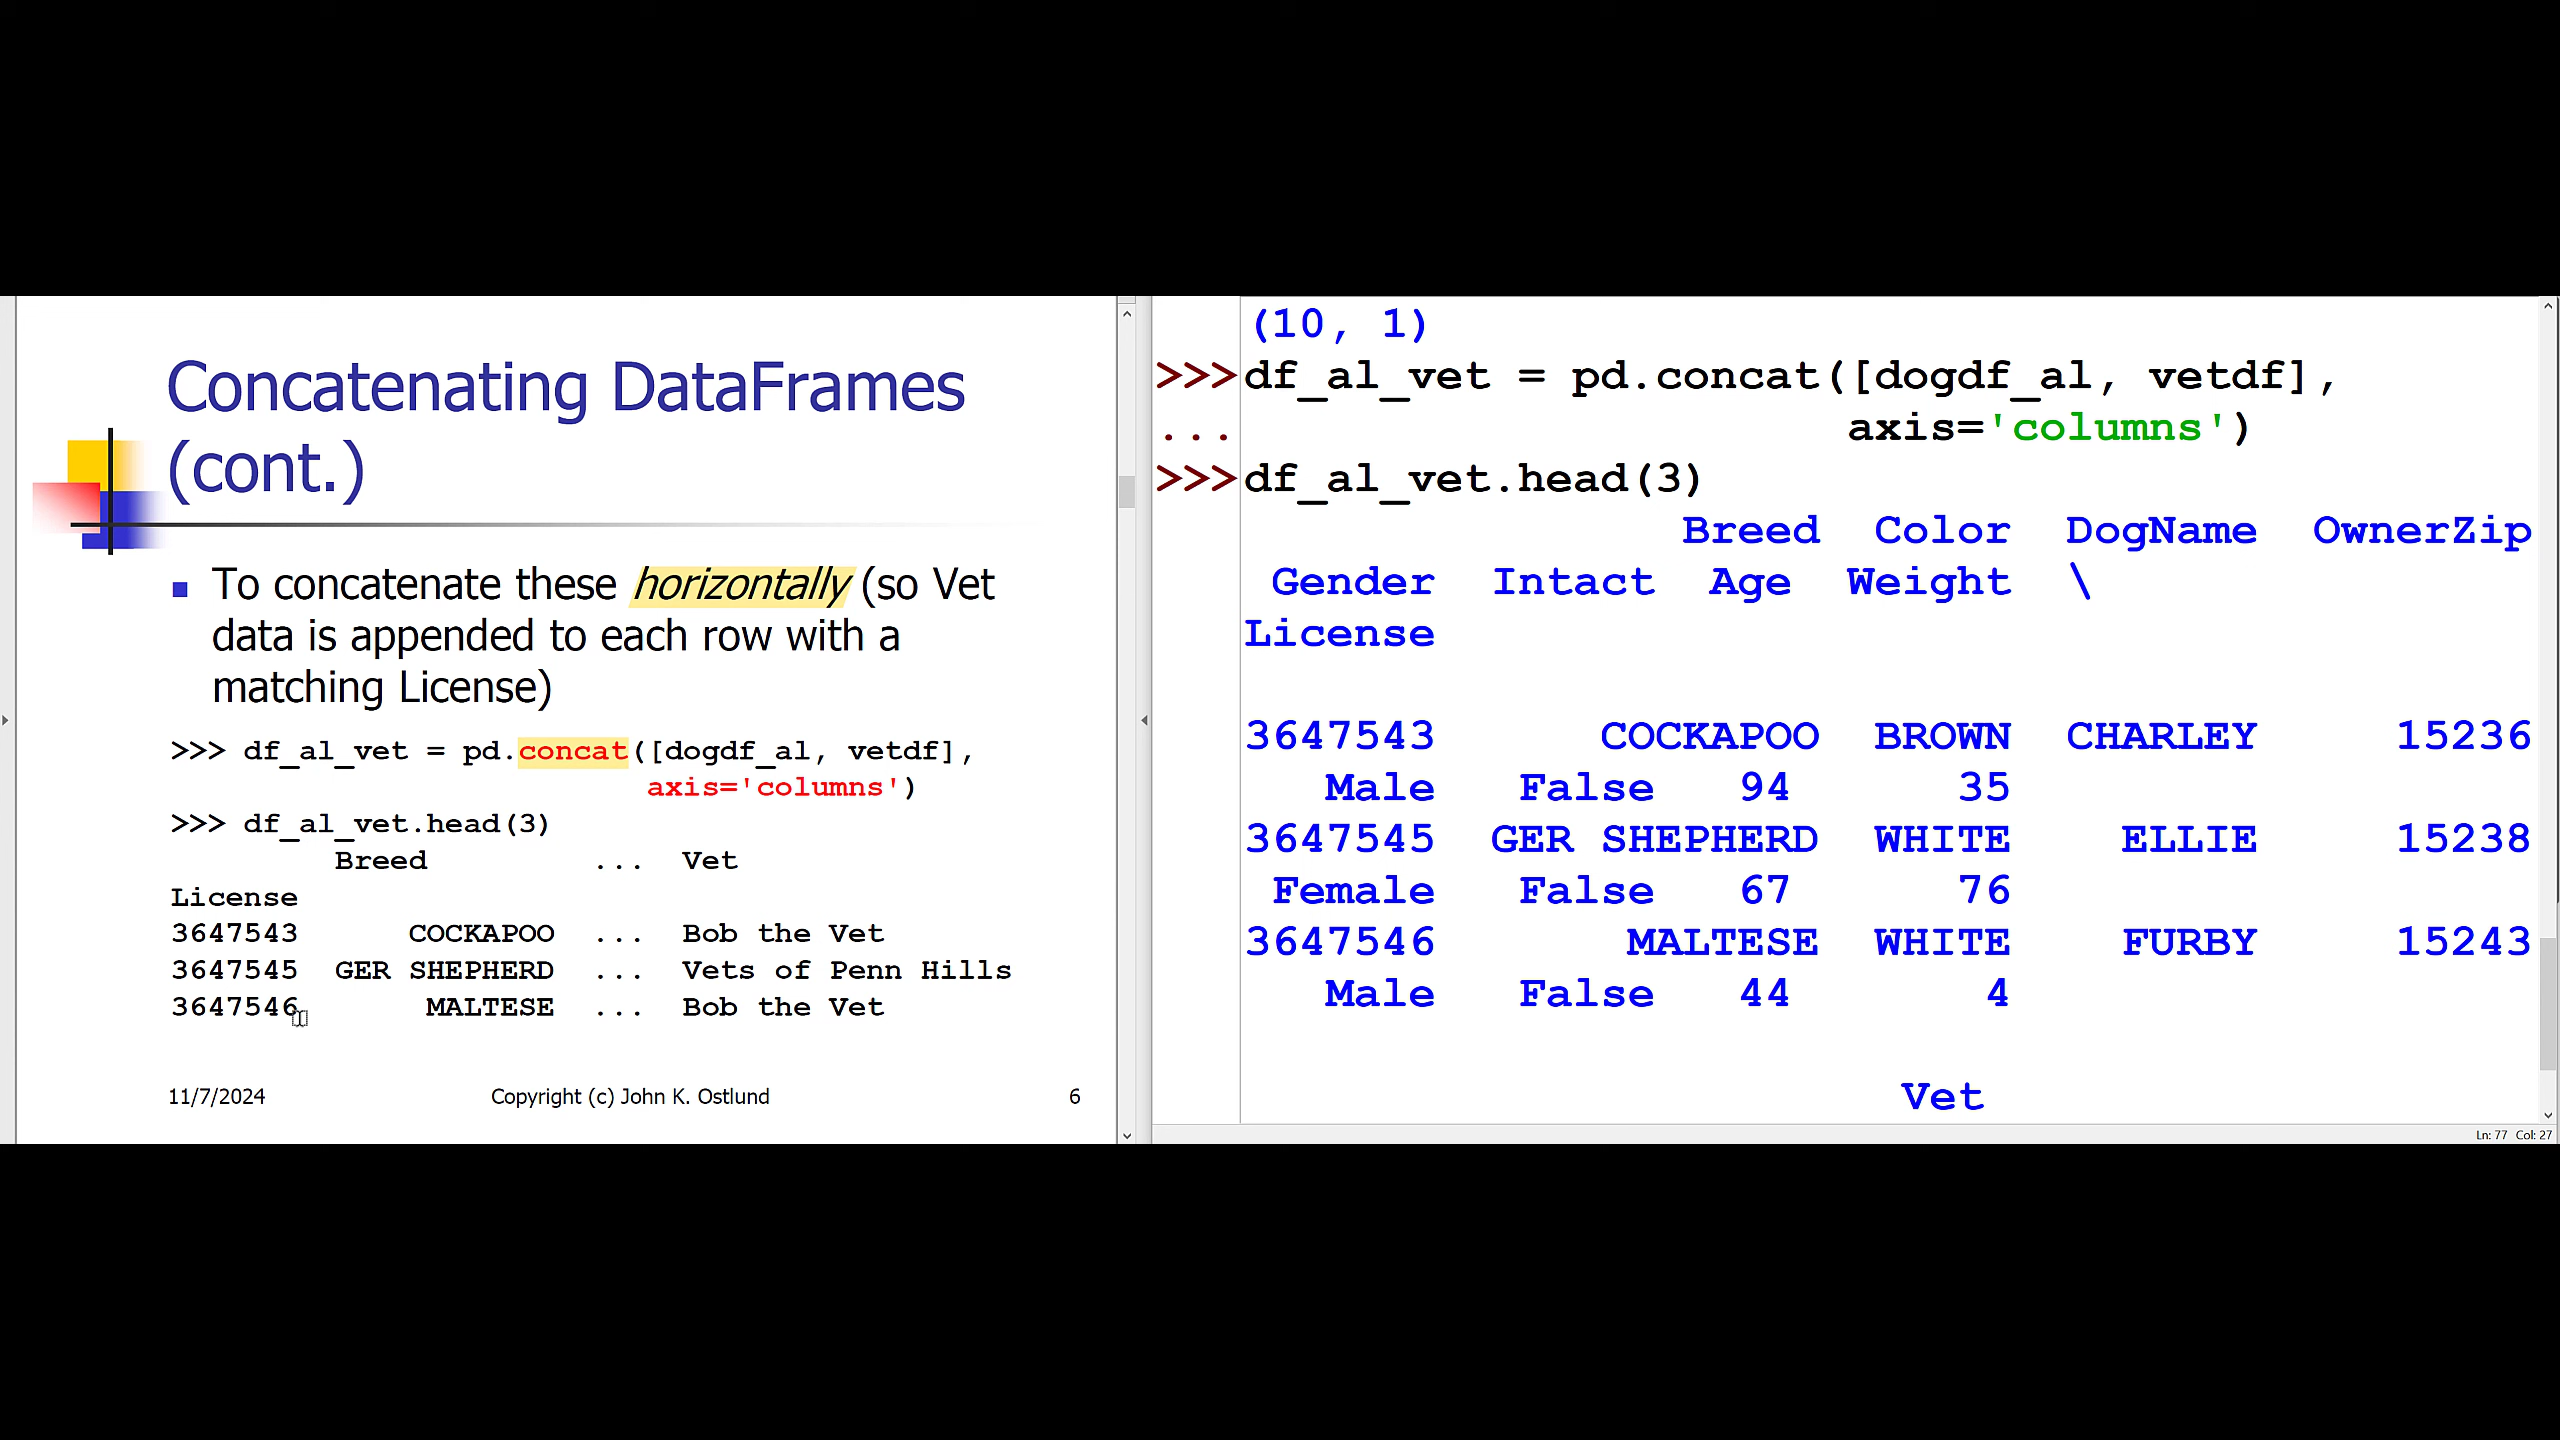 Concatenating DataFrames
(cont.)
To concatenate these horizontally (so Vet
data is appended to each row with a
matching License)
>>> df_al_vet = pd.concat([dogdf_al, vetdf],
axis='columns')
>>> df_al_vet.head(3)
Breed ... Vet
License
3647543 COCKAPOO ... Bob the Vet
3647545 GER SHEPHERD ... Vets of Penn Hills
3647546 MALTESE ... Bob the Vet
11/7/2024 Copyright (c) John K. Ostlund 6
(10, 1)
>>> df_al_vet = pd.concat([dogdf_al, vetdf],
... axis='columns')
>>> df_al_vet.head(3)
Breed Color DogName OwnerZip
Gender Intact Age Weight \
License
3647543 COCKAPOO BROWN CHARLEY 15236
Male False 94 35
3647545 GER SHEPHERD WHITE ELLIE 15238
Female False 67 76
3647546 MALTESE WHITE FURBY 15243
Male False 44 4
Vet
Ln: 77 Col: 27